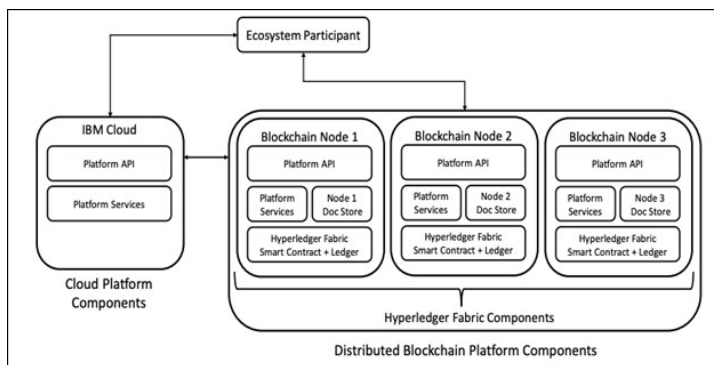 Ecosystem Participant
IBM Cloud
Platform API
Platform Services
Cloud Platform
Components
Blockchain Node 1
Platform API
Platform
Services
Node 1
Doc Store
Hyperledger Fabric
Smart Contract + Ledger
Blockchain Node 2
Platform API
Platform
Services
Node 2
Doc Store
Hyperledger Fabric
Smart Contract + Ledger
Blockchain Node 3
Platform API
Platform
Services
Node 3
Doc Store
Hyperledger Fabric
Smart Contract + Ledger
Hyperledger Fabric Components
Distributed Blockchain Platform Components